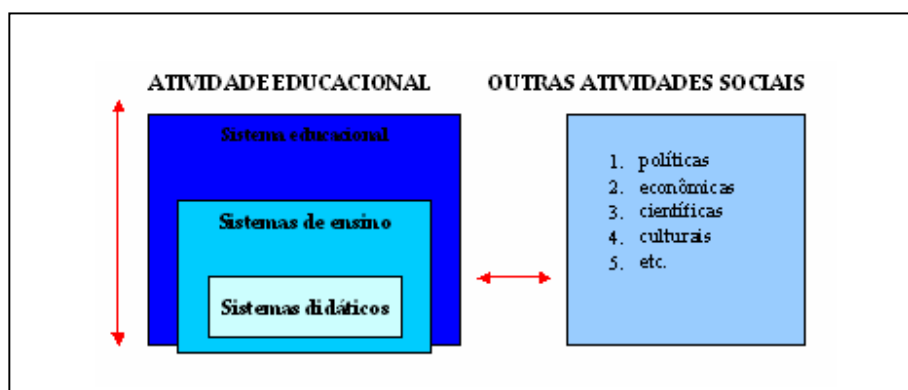 ATIVIDADE EDUCACIONAL
OUTRAS ATIVIDADES SOCIAIS
Sistema educacional
Sistemas de ensino
Sistemas didáticos
1. políticas
2. econômicas
3. científicas
4. culturais
5. etc.